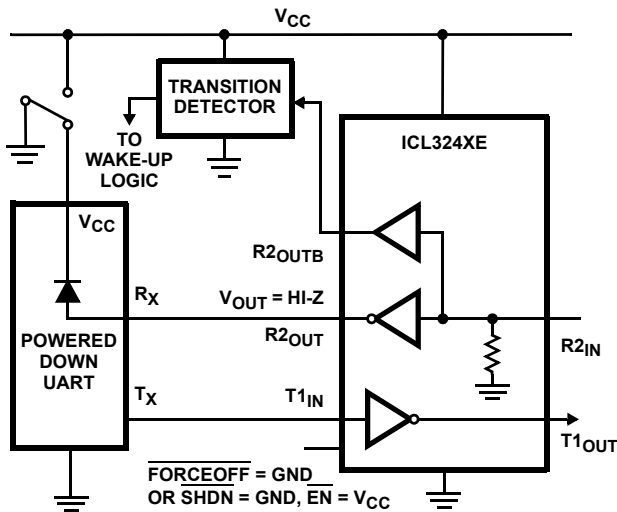 VCC
TRANSITION
DETECTOR
TO
WAKE-UP
LOGIC
ICL324XE
VCC
R2OUTB
RX
VOUT = HI-Z
POWERED
DOWN
UART
R2OUT
R2IN
TX
T1IN
T1OUT
FORCEOFF = GND
OR SHDN = GND, EN = VCC